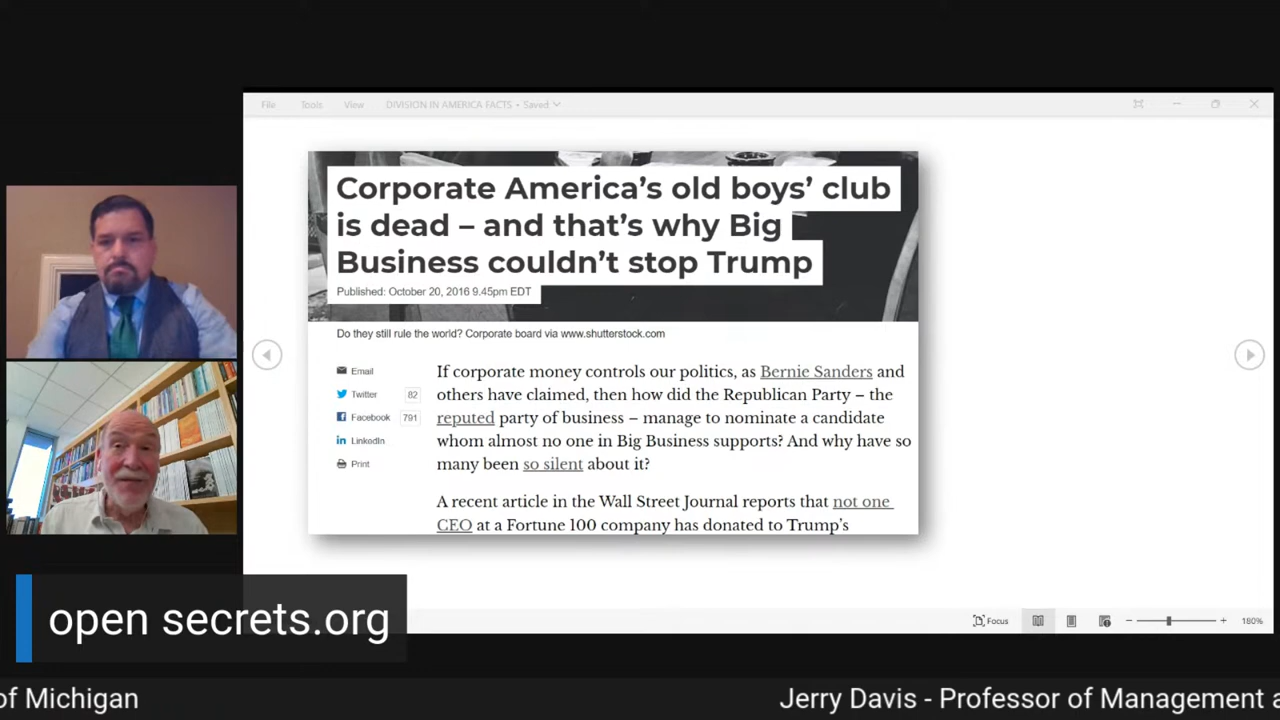 File Tools View DIVISION IN AMERICA FACTS • Saved
Corporate America's old boys' club
is dead – and that's why Big
Business couldn't stop Trump
Published: October 20, 2016 9.45pm EDT
Do they still rule the world? Corporate board via www.shutterstock.com
Email
Twitter 82
Facebook 791
LinkedIn
Print
If corporate money controls our politics, as Bernie Sanders and
others have claimed, then how did the Republican Party – the
reputed party of business – manage to nominate a candidate
whom almost no one in Big Business supports? And why have so
many been so silent about it?
A recent article in the Wall Street Journal reports that not one
CEO at a Fortune 100 company has donated to Trump's
open secrets.org
Focus
180%
of Michigan
Jerry Davis - Professor of Management a